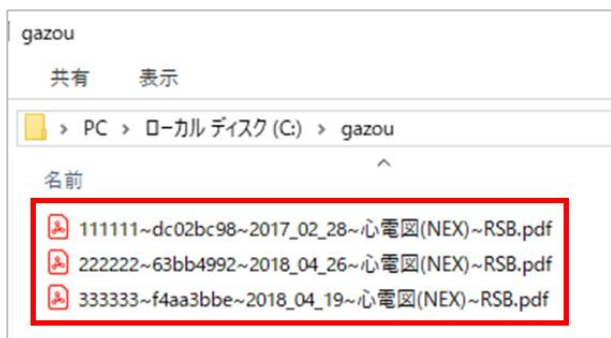 gazou
共有 表示
PC > ローカル ディスク (C:) > gazou
名前
111111~dc02bc98~2017_02_28~心電図(NEX)~RSB.pdf
222222~63bb4992~2018_04_26~心電図(NEX)~RSB.pdf
333333~f4aa3bbe~2018_04_19~心電図(NEX)~RSB.pdf